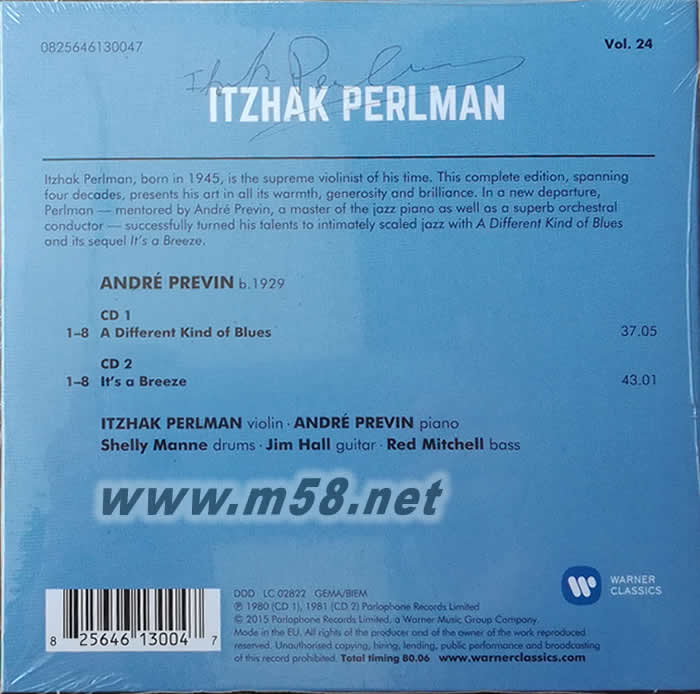 0825646130047
Vol. 24
Itzhak Perlman
ITZHAK PERLMAN
Itzhak Perlman, born in 1945, is the supreme violinist of his time. This complete edition, spanning
four decades, presents his art in all its warmth, generosity and brilliance. In a new departure,
Perlman — mentored by André Previn, a master of the jazz piano as well as a superb orchestral
conductor — successfully turned his talents to intimately scaled jazz with A Different Kind of Blues
and its sequel It's a Breeze.
ANDRÉ PREVIN b.1929
CD 1
1–8 A Different Kind of Blues 37.05
CD 2
1–8 It's a Breeze 43.01
ITZHAK PERLMAN violin · ANDRÉ PREVIN piano
Shelly Manne drums · Jim Hall guitar · Red Mitchell bass
www.m58.net
8 25646 13004 7
DDD LC 02822 GEMA/BIEM
℗ 1980 (CD 1), 1981 (CD 2) Parlophone Records Limited
© 2015 Parlophone Records Limited, a Warner Music Group Company.
Made in the EU. All rights of the producer and of the owner of the work reproduced
reserved. Unauthorised copying, hiring, lending, public performance and broadcasting
of this record prohibited. Total timing 80.06 www.warnerclassics.com
WARNER
CLASSICS